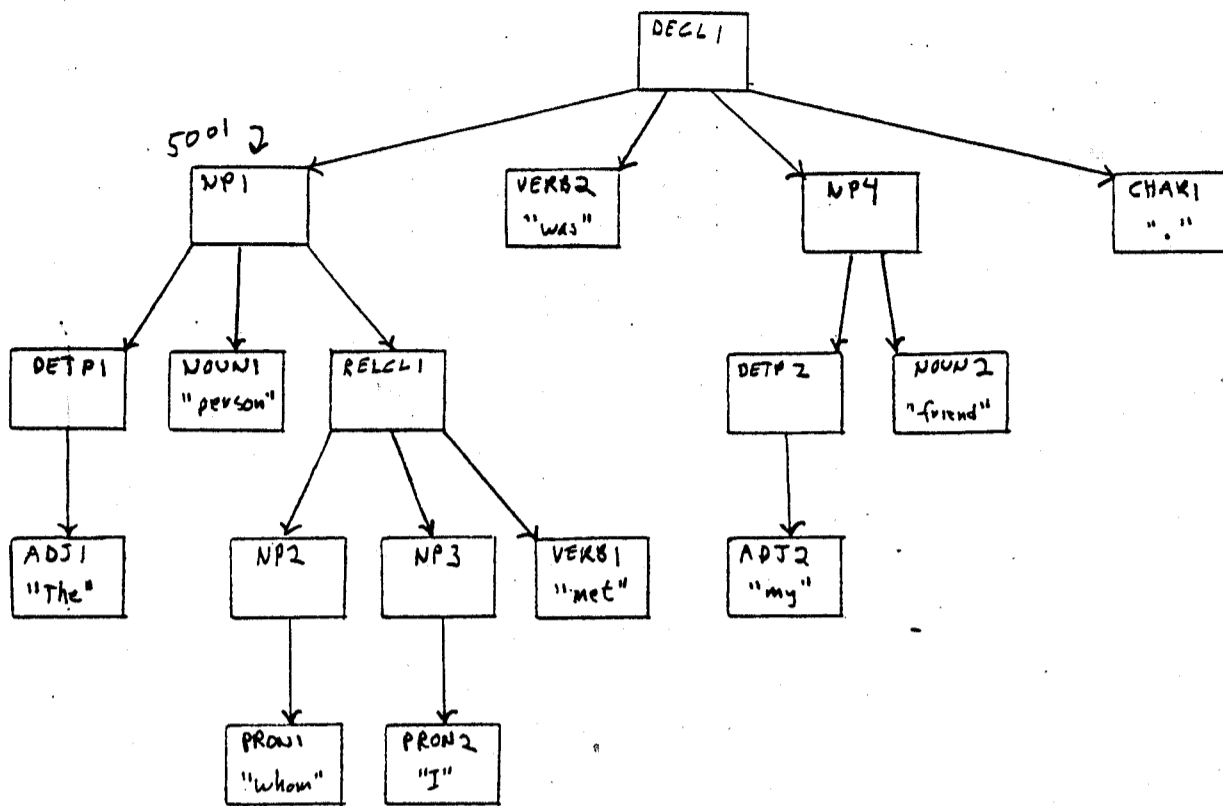 DECL1
5001
NP1
VERB2
"was"
NP4
CHAR1
"."
DETP1
NOUN1
"person"
RELCL1
DETP2
NOUN2
"friend"
ADJ1
"The"
NP2
NP3
VERB1
"met"
ADJ2
"my"
PRON1
"whom"
PRON2
"I"